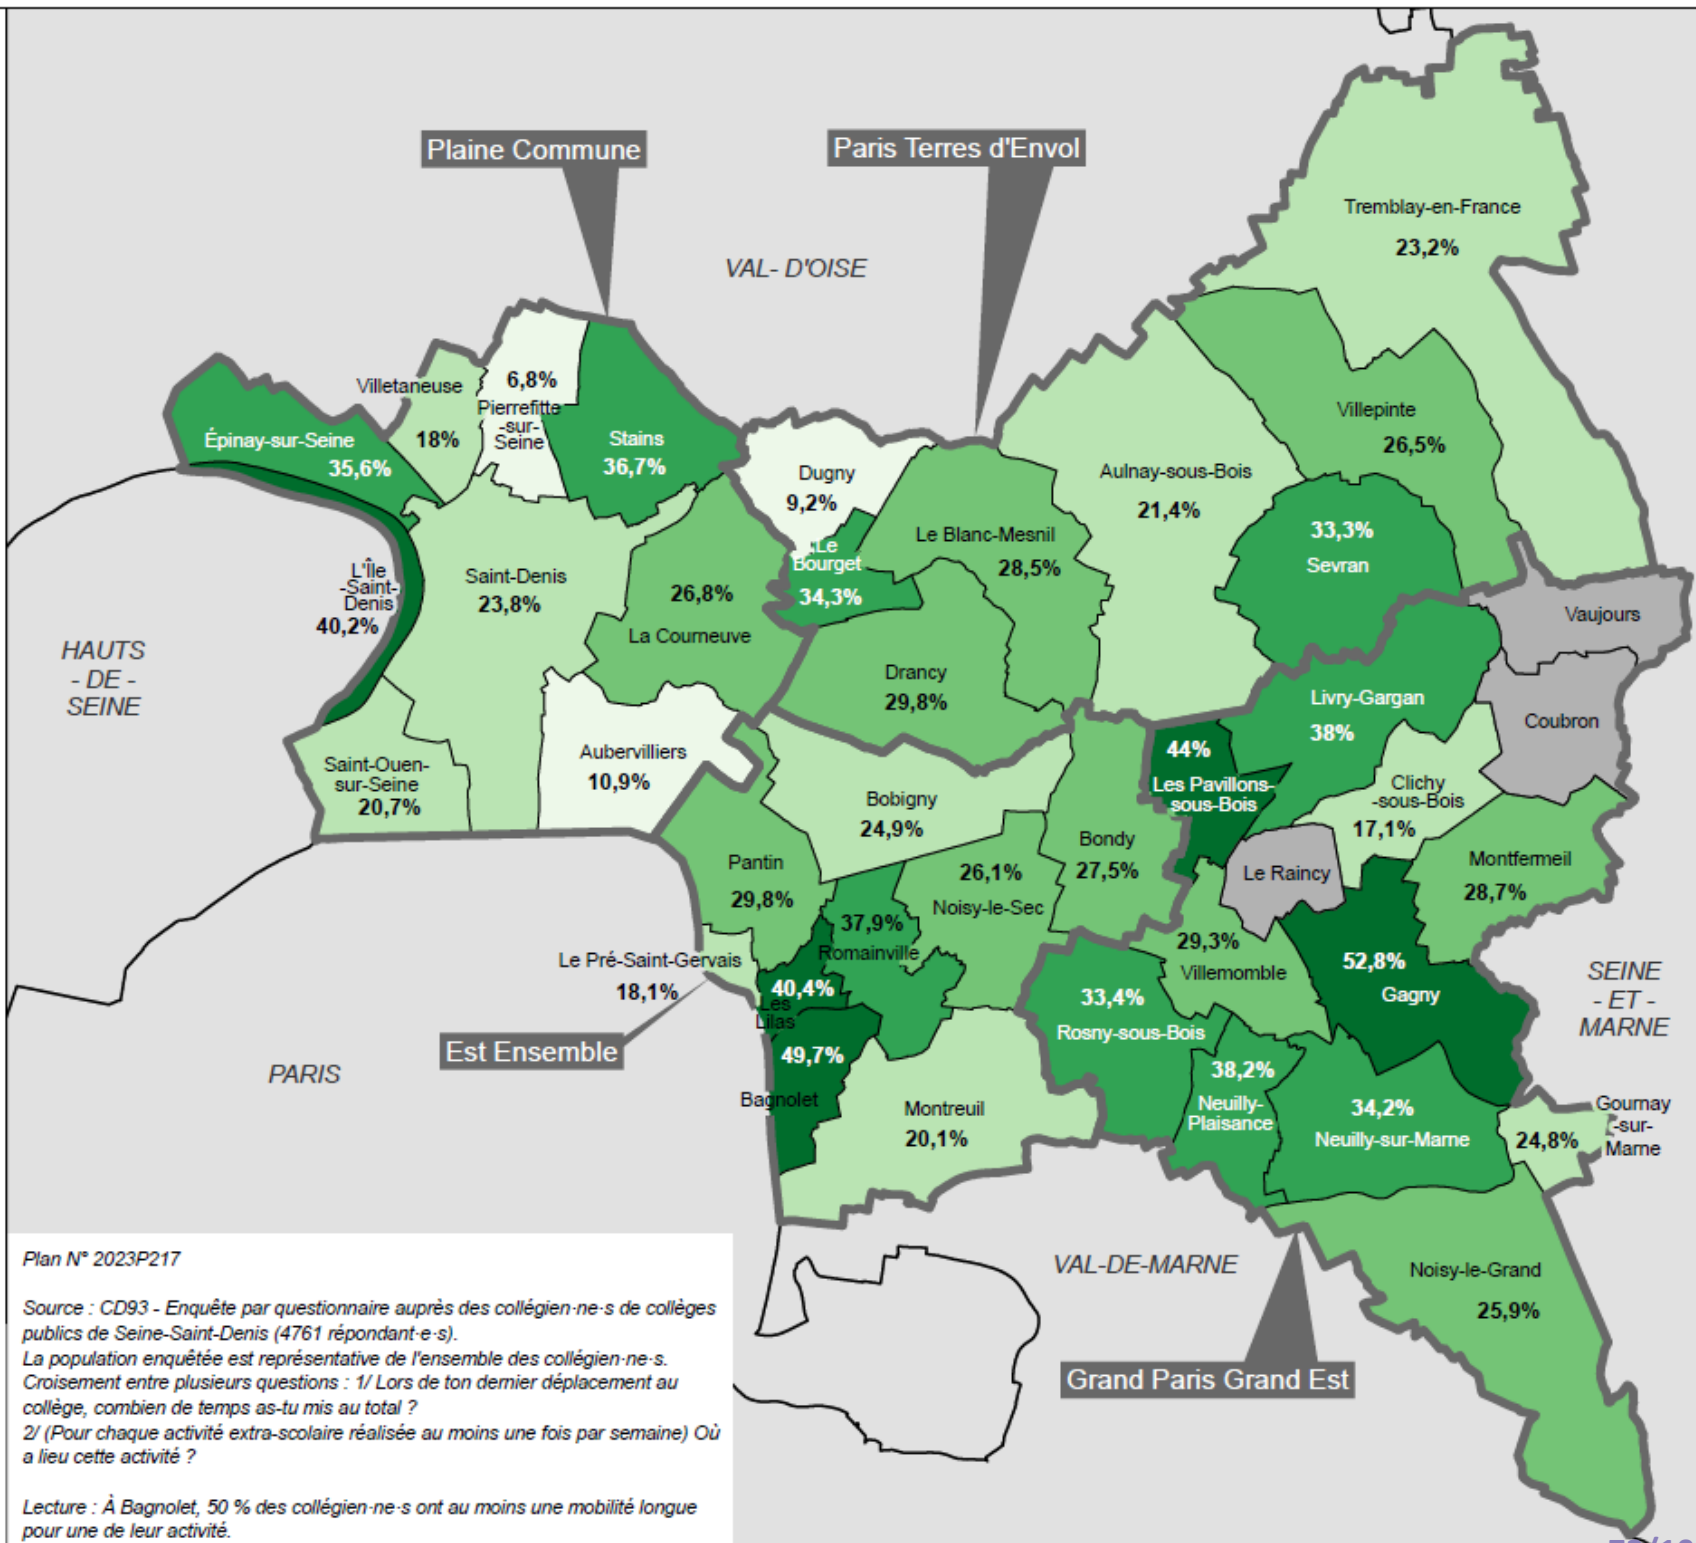 Plaine Commune
Paris Terres d'Envol
VAL- D'OISE
Tremblay-en-France
23,2%
Villetaneuse
18%
6,8%
Pierrefitte
-sur-
Seine
Épinay-sur-Seine
35,6%
Stains
36,7%
Dugny
9,2%
Le
Bourget
34,3%
Le Blanc-Mesnil
28,5%
Aulnay-sous-Bois
21,4%
Villepinte
26,5%
33,3%
Sevran
L'Île
-Saint-
Denis
40,2%
Saint-Denis
23,8%
26,8%
La Courneuve
Drancy
29,8%
Vaujours
HAUTS
- DE -
SEINE
Livry-Gargan
38%
Coubron
Saint-Ouen-
sur-Seine
20,7%
Aubervilliers
10,9%
44%
Les Pavillons-
sous-Bois
Clichy
-sous-Bois
17,1%
Bobigny
24,9%
Bondy
27,5%
Pantin
29,8%
26,1%
Noisy-le-Sec
Le Raincy
Montfermeil
28,7%
37,9%
Romainville
29,3%
Villemomble
52,8%
Gagny
Le Pré-Saint-Gervais
18,1%
40,4%
Les
Lilas
33,4%
Rosny-sous-Bois
SEINE
- ET -
MARNE
Est Ensemble
49,7%
Bagnolet
PARIS
38,2%
Neuilly-
Plaisance
34,2%
Neuilly-sur-Marne
Montreuil
20,1%
Gournay
-sur-
Marne
24,8%
VAL-DE-MARNE
Noisy-le-Grand
25,9%
Grand Paris Grand Est
Plan N° 2023P217
Source : CD93 - Enquête par questionnaire auprès des collégien·ne·s de collèges
publics de Seine-Saint-Denis (4761 répondant·e·s).
La population enquêtée est représentative de l'ensemble des collégien·ne·s.
Croisement entre plusieurs questions : 1/ Lors de ton dernier déplacement au
collège, combien de temps as-tu mis au total ?
2/ (Pour chaque activité extra-scolaire réalisée au moins une fois par semaine) Où
a lieu cette activité ?
Lecture : À Bagnolet, 50 % des collégien·ne·s ont au moins une mobilité longue
pour une de leur activité.